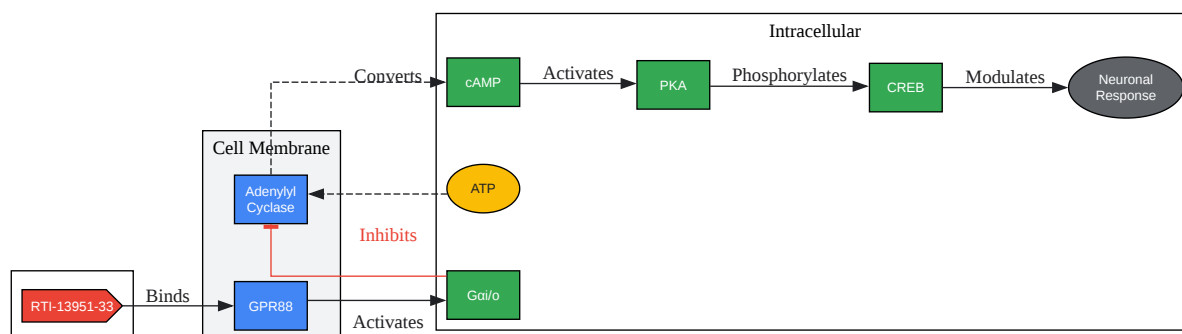 Intracellular
Converts
cAMP
Activates
PKA
Phosphorylates
CREB
Modulates
Neuronal
Response
Cell Membrane
Adenylyl
Cyclase
ATP
Inhibits
RTI-13951-33
Binds
GPR88
Activates
Gαi/o